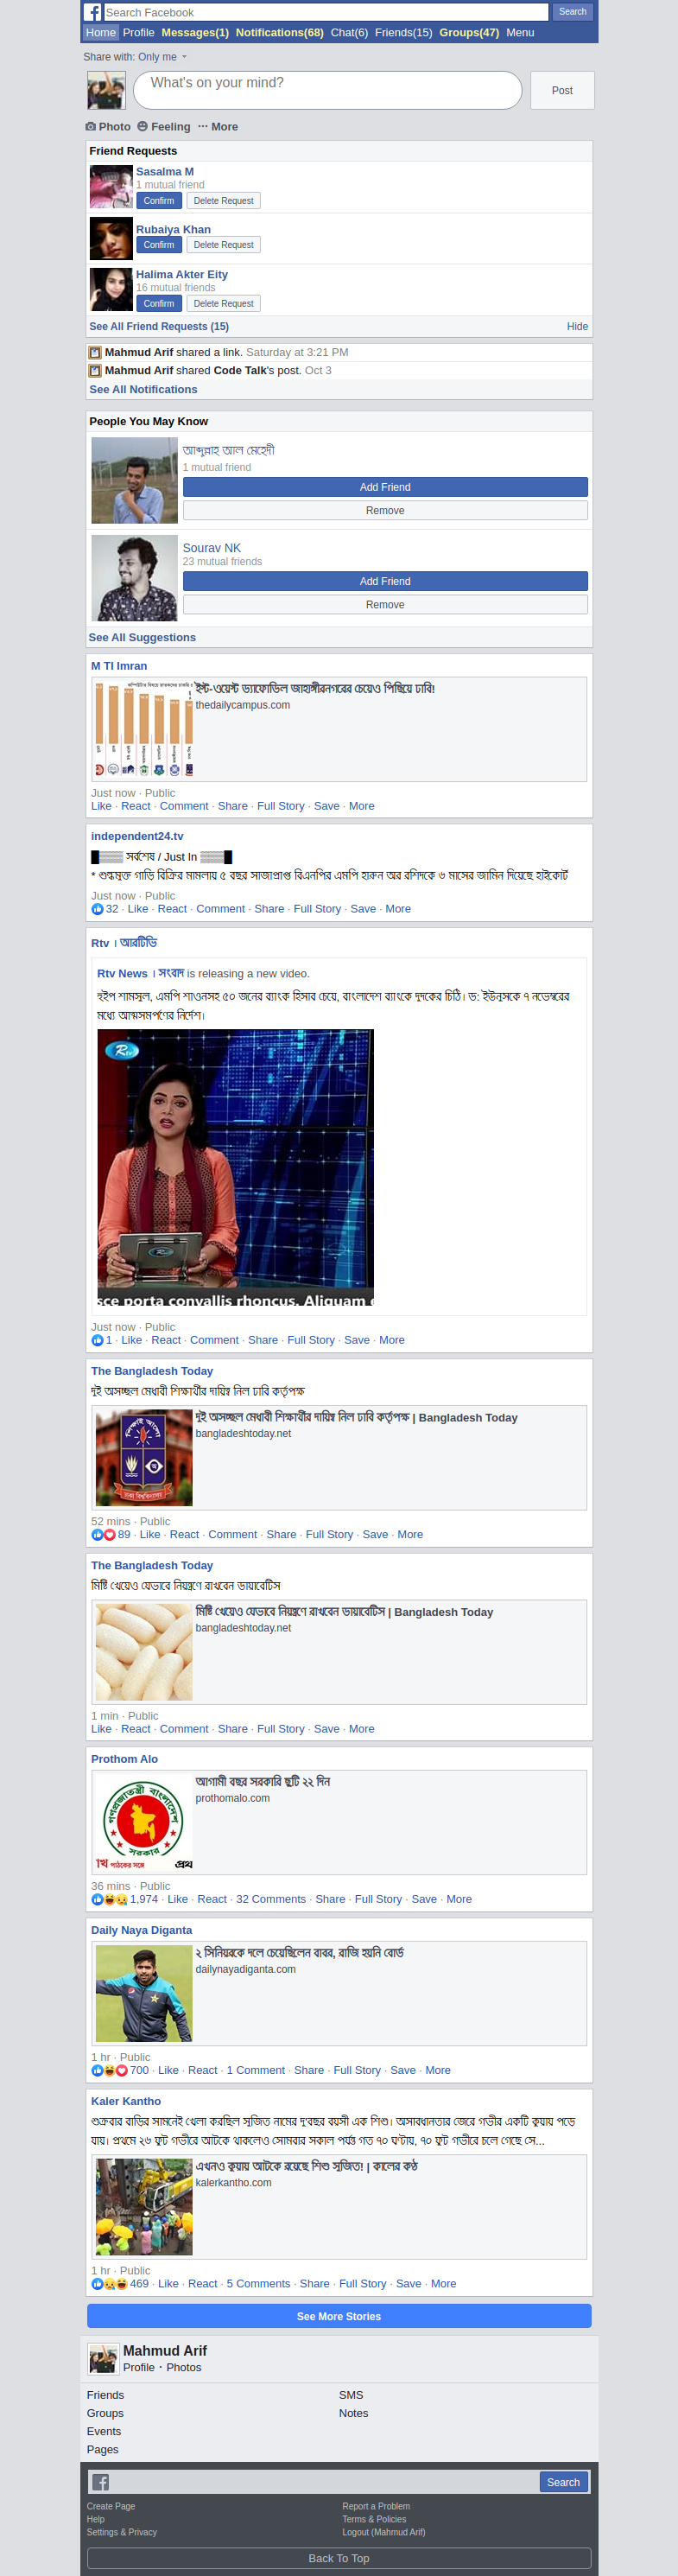 Search Facebook Search
Home Profile Messages(1) Notifications(68) Chat(6) Friends(15) Groups(47) Menu
Share with: Only me
What's on your mind? Post
Photo Feeling More
Friend Requests
Sasalma M
1 mutual friend
Confirm Delete Request
Rubaiya Khan
Confirm Delete Request
Halima Akter Eity
16 mutual friends
Confirm Delete Request
See All Friend Requests (15) Hide
Mahmud Arif shared a link. Saturday at 3:21 PM
Mahmud Arif shared Code Talk's post. Oct 3
See All Notifications
People You May Know
আব্দুল্লাহ আল মেহেদী
1 mutual friend
Add Friend
Remove
Sourav NK
23 mutual friends
Add Friend
Remove
See All Suggestions
M TI Imran
ইস্ট-ওয়েস্ট ড্যাফোডিল জাহাঙ্গীরনগরের চেয়েও পিছিয়ে ঢাবি!
thedailycampus.com
Just now · Public
Like · React · Comment · Share · Full Story · Save · More
independent24.tv
█▒▒▒ সর্বশেষ / Just In ▒▒▒█
* শুল্কমুক্ত গাড়ি বিক্রির মামলায় ৫ বছর সাজাপ্রাপ্ত বিএনপির এমপি হারুন অর রশিদকে ৬ মাসের জামিন দিয়েছে হাইকোর্ট
Just now · Public
32 · Like · React · Comment · Share · Full Story · Save · More
Rtv । আরটিভি
Rtv News । সংবাদ is releasing a new video.
হুইপ শামসুল, এমপি শাওনসহ ৫০ জনের ব্যাংক হিসাব চেয়ে, বাংলাদেশ ব্যাংকে দুদকের চিঠি। ড: ইউনূসকে ৭ নভেম্বরের
মধ্যে আত্মসমর্পণের নির্দেশ।
Rtv
Rtv
sce porta convallis rhoncus. Aliquam
Just now · Public
1 · Like · React · Comment · Share · Full Story · Save · More
The Bangladesh Today
দুই অসচ্ছল মেধাবী শিক্ষার্থীর দায়িত্ব নিল ঢাবি কর্তৃপক্ষ
দুই অসচ্ছল মেধাবী শিক্ষার্থীর দায়িত্ব নিল ঢাবি কর্তৃপক্ষ | Bangladesh Today
bangladeshtoday.net
শিক্ষাই আলো
ঢাকা বিশ্ববিদ্যালয়
52 mins · Public
89 · Like · React · Comment · Share · Full Story · Save · More
The Bangladesh Today
মিষ্টি খেয়েও যেভাবে নিয়ন্ত্রণে রাখবেন ডায়াবেটিস
মিষ্টি খেয়েও যেভাবে নিয়ন্ত্রণে রাখবেন ডায়াবেটিস | Bangladesh Today
bangladeshtoday.net
1 min · Public
Like · React · Comment · Share · Full Story · Save · More
Prothom Alo
আগামী বছর সরকারি ছুটি ২২ দিন
prothomalo.com
গণপ্রজাতন্ত্রী বাংলাদেশ
সরকার
পাঠকের সঙ্গে
36 mins · Public
1,974 · Like · React · 32 Comments · Share · Full Story · Save · More
Daily Naya Diganta
২ সিনিয়রকে দলে চেয়েছিলেন বাবর, রাজি হয়নি বোর্ড
dailynayadiganta.com
1 hr · Public
700 · Like · React · 1 Comment · Share · Full Story · Save · More
Kaler Kantho
শুক্রবার বাড়ির সামনেই খেলা করছিল সুজিত নামের দু'বছর বয়সী এক শিশু। অসাবধানতার জেরে গভীর একটি কুয়ায় পড়ে
যায়। প্রথমে ২৬ ফুট গভীরে আটকে থাকলেও সোমবার সকাল পর্যন্ত গত ৭০ ঘণ্টায়, ৭০ ফুট গভীরে চলে গেছে সে...
এখনও কুয়ায় আটকে রয়েছে শিশু সুজিত! | কালের কণ্ঠ
kalerkantho.com
1 hr · Public
469 · Like · React · 5 Comments · Share · Full Story · Save · More
See More Stories
Mahmud Arif
Profile · Photos
Friends SMS
Groups Notes
Events
Pages
Search
Create Page Report a Problem
Help Terms & Policies
Settings & Privacy Logout (Mahmud Arif)
Back To Top